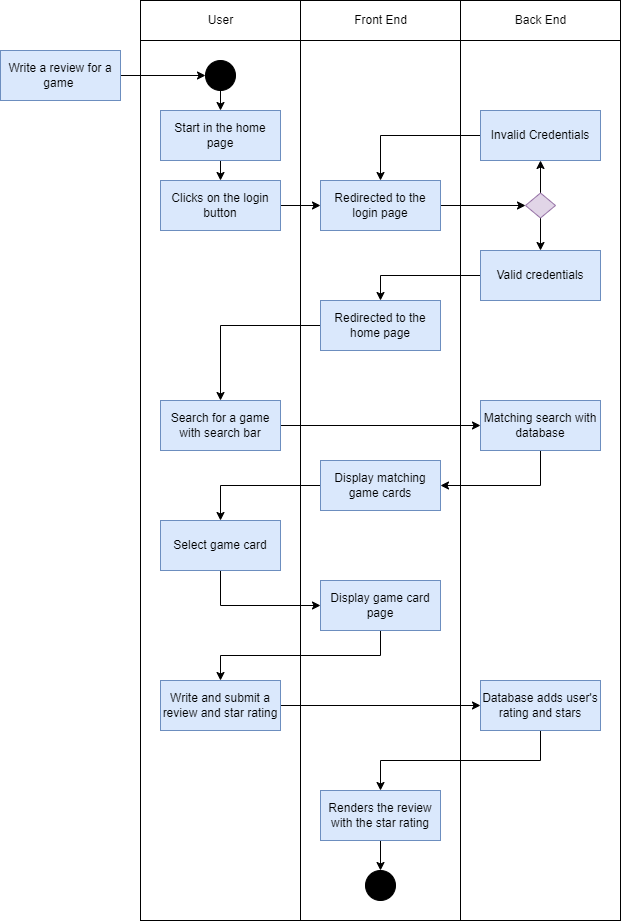 User
Front End
Back End
Write a review for a
game
Start in the home
page
Invalid Credentials
Clicks on the login
button
Redirected to the
login page
Valid credentials
Redirected to the
home page
Search for a game
with search bar
Matching search with
database
Display matching
game cards
Select game card
Display game card
page
Write and submit a
review and star rating
Database adds user's
rating and stars
Renders the review
with the star rating